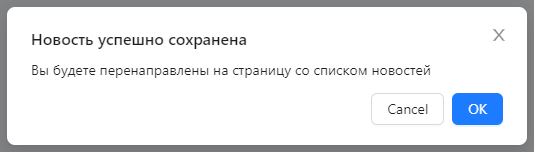 Новость успешно сохранена
Вы будете перенаправлены на страницу со списком новостей
Cancel OK